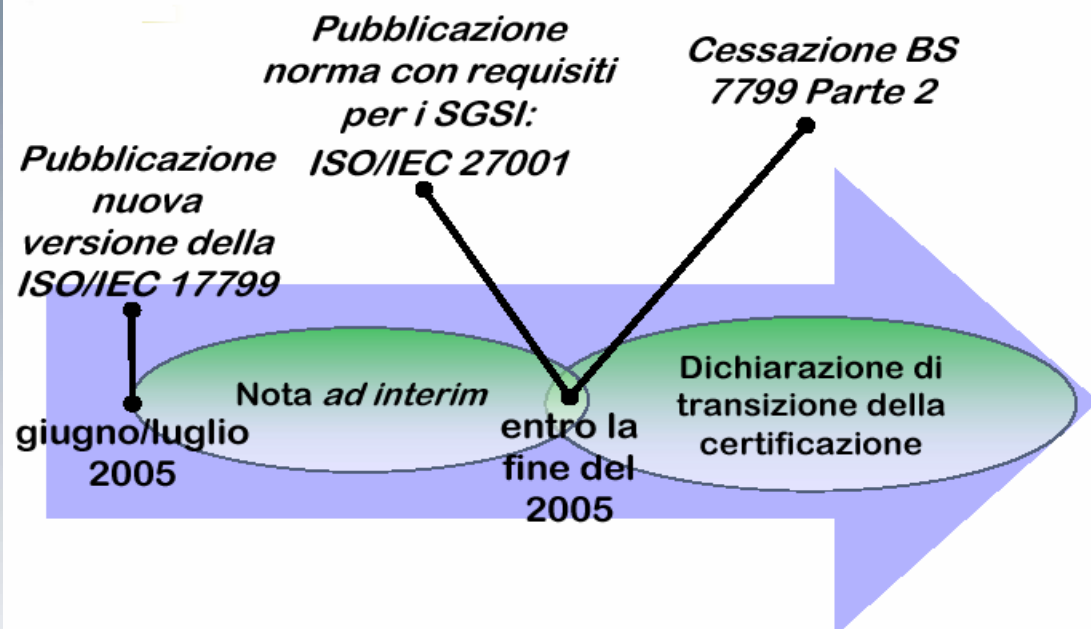 Pubblicazione
norma con requisiti
per i SGSI:
ISO/IEC 27001
Cessazione BS
7799 Parte 2
Pubblicazione
nuova
versione della
ISO/IEC 17799
Nota ad interim
Dichiarazione di
transizione della
certificazione
giugno/luglio
2005
entro la
fine del
2005